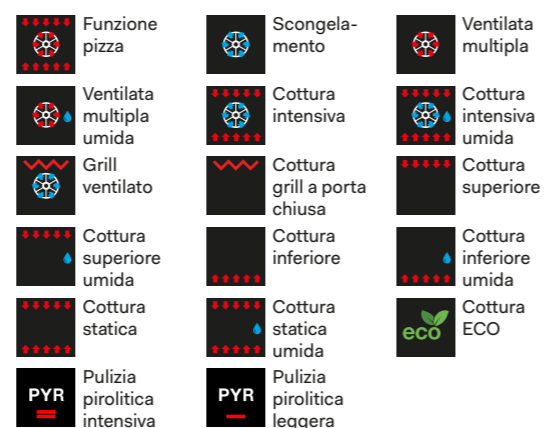 Funzione
pizza
Scongela-
mento
Ventilata
multipla
Ventilata
multipla
umida
Cottura
intensiva
Cottura
intensiva
umida
Grill
ventilato
Cottura
grill a porta
chiusa
Cottura
superiore
Cottura
superiore
umida
Cottura
inferiore
Cottura
inferiore
umida
Cottura
statica
Cottura
statica
umida
eco
Cottura
ECO
PYR
Pulizia
pirolitica
intensiva
PYR
Pulizia
pirolitica
leggera